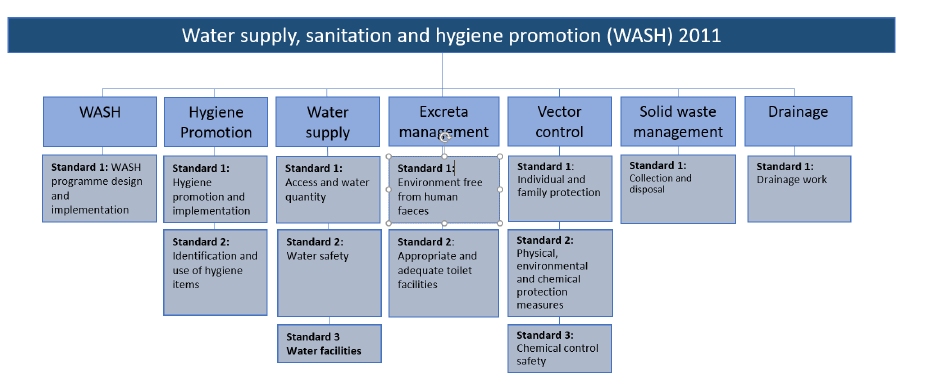 Water supply, sanitation and hygiene promotion (WASH) 2011
WASH
Hygiene
Promotion
Water
supply
Excreta
management
Vector
control
Solid waste
management
Drainage
Standard 1: WASH
programme design
and
implementation
Standard 1:
Hygiene
promotion and
implementation
Standard 1:
Access and water
quantity
Standard 1:
Environment free
from human
faeces
Standard 1:
Individual and
family protection
Standard 1:
Collection and
disposal
Standard 1:
Drainage work
Standard 2:
Identification and
use of hygiene
items
Standard 2:
Water safety
Standard 2:
Appropriate and
adequate toilet
facilities
Standard 2:
Physical,
environmental
and chemical
protection
measures
Standard 3
Water facilities
Standard 3:
Chemical control
safety